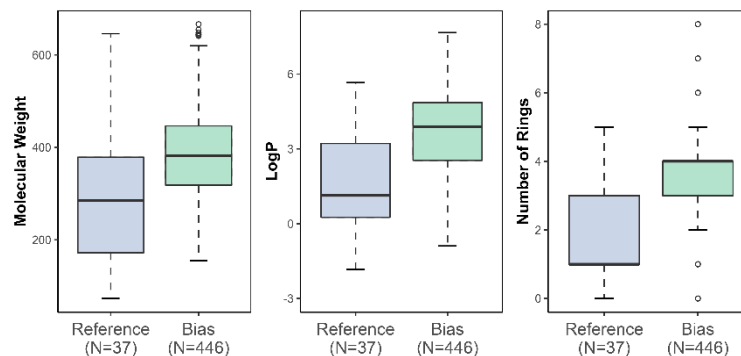 Molecular Weight
600
400
200
Reference
(N=37)
Bias
(N=446)
LogP
6
3
0
-3
Reference
(N=37)
Bias
(N=446)
Number of Rings
8
6
4
2
0
Reference
(N=37)
Bias
(N=446)